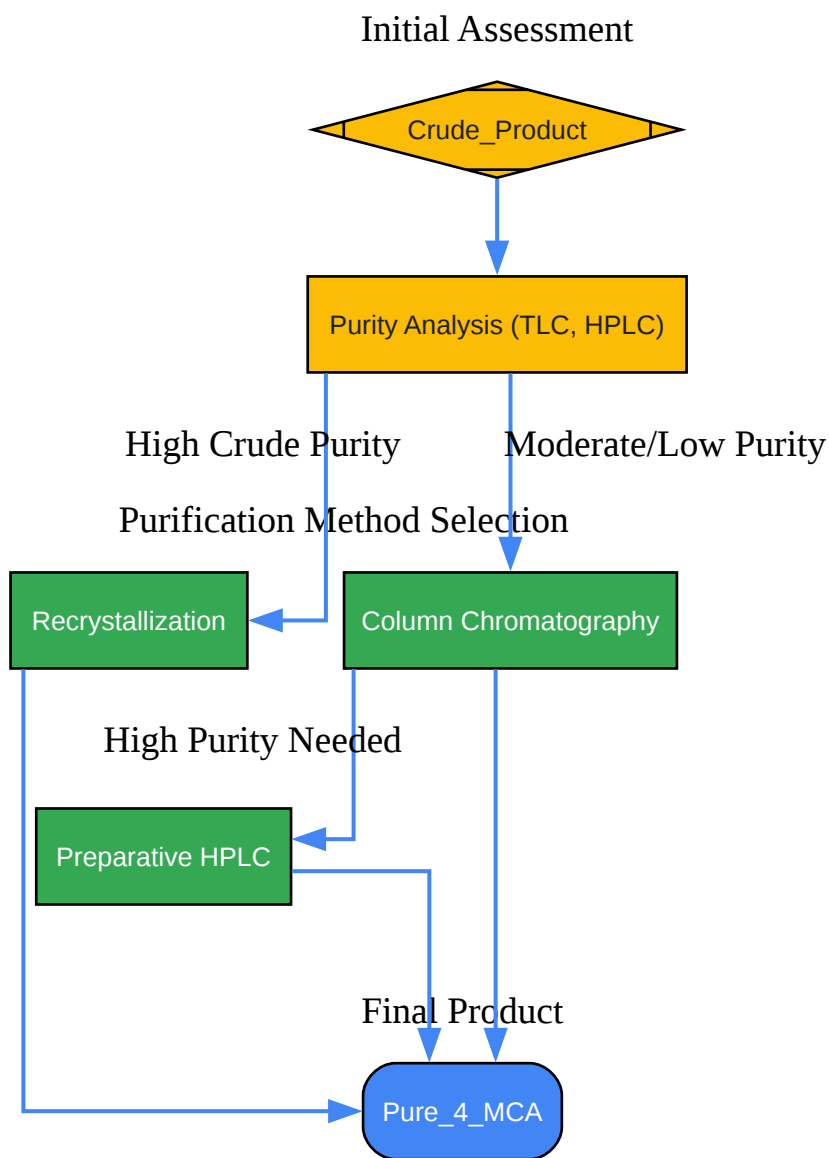 Initial Assessment
Crude_Product
Purity Analysis (TLC, HPLC)
High Crude Purity
Moderate/Low Purity
Purification Method Selection
Recrystallization
Column Chromatography
High Purity Needed
Preparative HPLC
Final Product
Pure_4_MCA